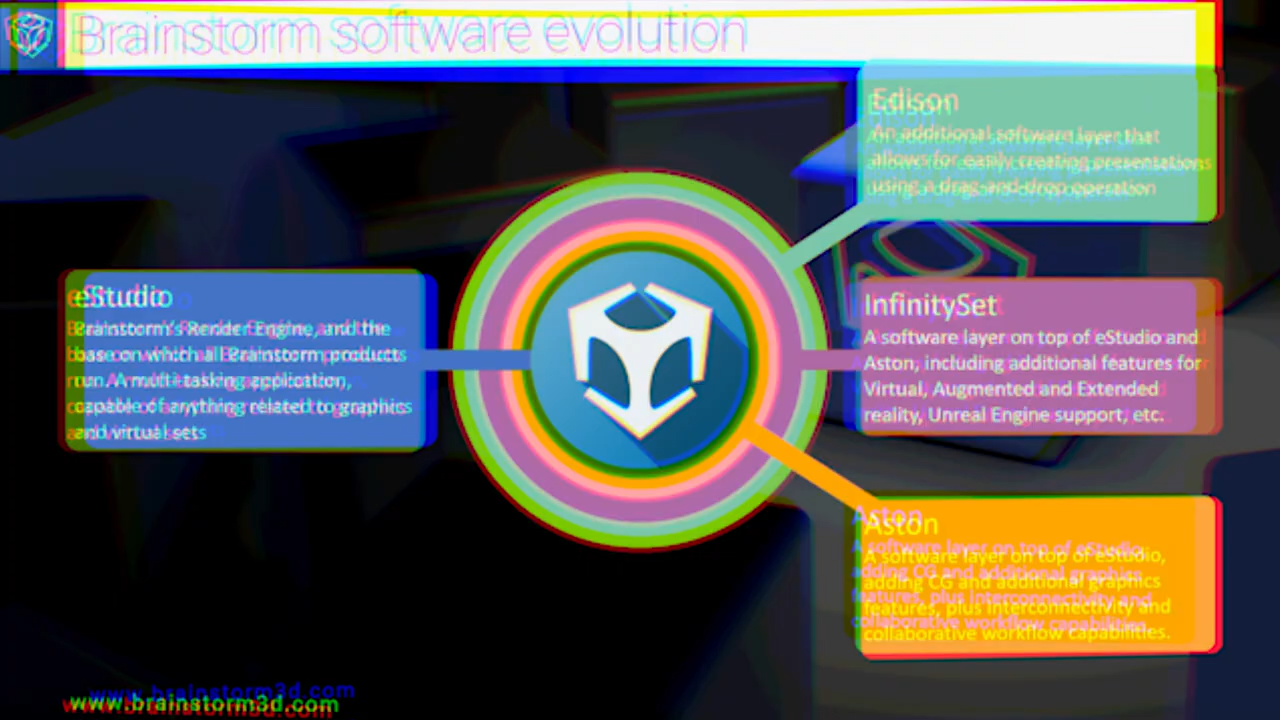 Brainstorm software evolution
Edison
An additional software layer that
allows for easily creating presentations
using a drag-and-drop operation
eStudio
Brainstorm's Render Engine, and the
base on which all Brainstorm products
run. A multi-tasking application,
capable of anything related to graphics
and virtual sets
InfinitySet
A software layer on top of eStudio and
Aston, including additional features for
Virtual, Augmented and Extended
reality, Unreal Engine support, etc.
Aston
A software layer on top of eStudio,
adding CG and additional graphics
features, plus interconnectivity and
collaborative workflow capabilities.
www.brainstorm3d.com